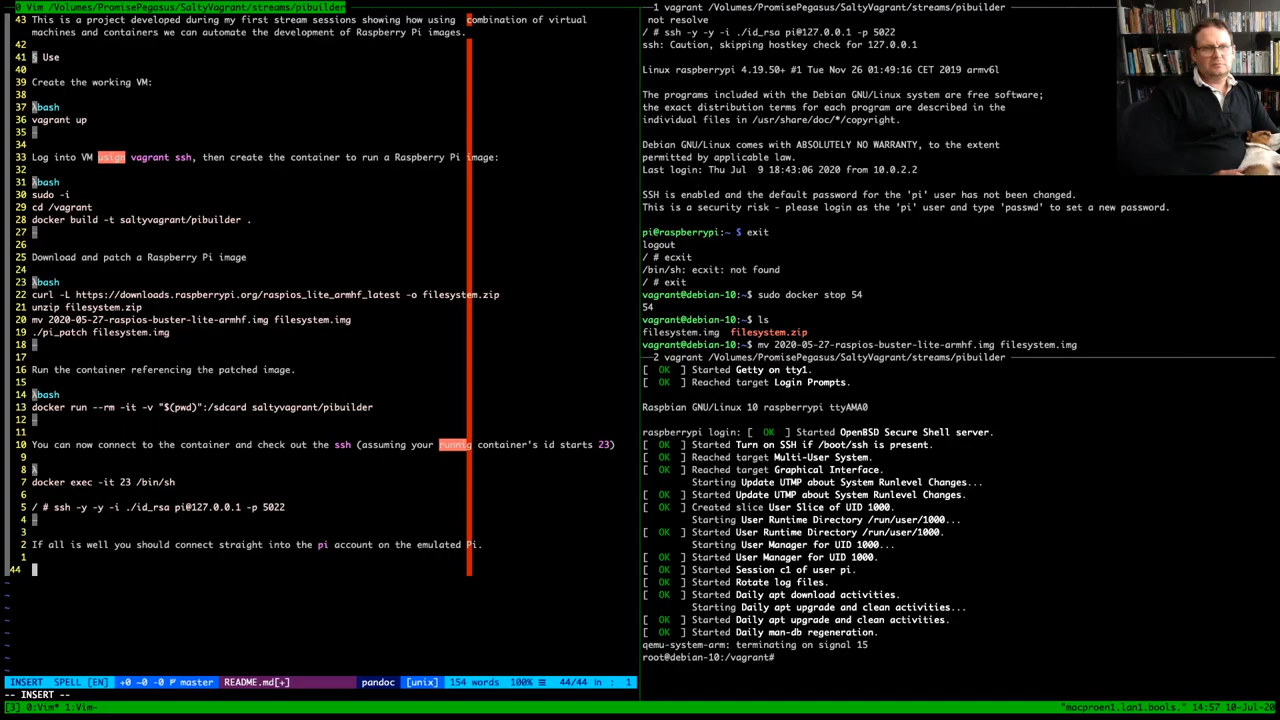 0 Vim /Volumes/PromisePegasus/SaltyVagrant/streams/pibuilder
43 This is a project developed during my first stream sessions showing how using combination of virtual
machines and containers we can automate the development of Raspberry Pi images.
42
41 § Use
40
39 Create the working VM:
38
37 λbash
36 vagrant up
35 —
34
33 Log into VM usign vagrant ssh, then create the container to run a Raspberry Pi image:
32
31 λbash
30 sudo -i
29 cd /vagrant
28 docker build -t saltyvagrant/pibuilder .
27 —
26
25 Download and patch a Raspberry Pi image
24
23 λbash
22 curl -L https://downloads.raspberrypi.org/raspios_lite_armhf_latest -o filesystem.zip
21 unzip filesystem.zip
20 mv 2020-05-27-raspios-buster-lite-armhf.img filesystem.img
19 ./pi_patch filesystem.img
18 —
17
16 Run the container referencing the patched image.
15
14 λbash
13 docker run --rm -it -v "$(pwd)":/sdcard saltyvagrant/pibuilder
12 —
11
10 You can now connect to the container and check out the ssh (assuming your runnig container's id starts 23)
9
8 λ
7 docker exec -it 23 /bin/sh
6
5 / # ssh -y -y -i ./id_rsa pi@127.0.0.1 -p 5022
4 —
3
2 If all is well you should connect straight into the pi account on the emulated Pi.
1
44
~
~
~
~
~
~
~
~
INSERT SPELL [EN] +0 ~0 -0 master README.md[+] pandoc [unix] 154 words 100% 44/44 ln : 1
-- INSERT --
1 vagrant /Volumes/PromisePegasus/SaltyVagrant/streams/pibuilder
not resolve
/ # ssh -y -y -i ./id_rsa pi@127.0.0.1 -p 5022
ssh: Caution, skipping hostkey check for 127.0.0.1
Linux raspberrypi 4.19.50+ #1 Tue Nov 26 01:49:16 CET 2019 armv6l
The programs included with the Debian GNU/Linux system are free software;
the exact distribution terms for each program are described in the
individual files in /usr/share/doc/*/copyright.
Debian GNU/Linux comes with ABSOLUTELY NO WARRANTY, to the extent
permitted by applicable law.
Last login: Thu Jul  9 18:43:06 2020 from 10.0.2.2
SSH is enabled and the default password for the 'pi' user has not been changed.
This is a security risk - please login as the 'pi' user and type 'passwd' to set a new password.
pi@raspberrypi:~ $ exit
logout
/ # ecxit
/bin/sh: ecxit: not found
/ # exit
vagrant@debian-10:~$ sudo docker stop 54
54
vagrant@debian-10:~$ ls
filesystem.img  filesystem.zip
vagrant@debian-10:~$ mv 2020-05-27-raspios-buster-lite-armhf.img filesystem.img
2 vagrant /Volumes/PromisePegasus/SaltyVagrant/streams/pibuilder
[  OK  ] Started Getty on tty1.
[  OK  ] Reached target Login Prompts.
Raspbian GNU/Linux 10 raspberrypi ttyAMA0
raspberrypi login: [  OK  ] Started OpenBSD Secure Shell server.
[  OK  ] Started Turn on SSH if /boot/ssh is present.
[  OK  ] Reached target Multi-User System.
[  OK  ] Reached target Graphical Interface.
Starting Update UTMP about System Runlevel Changes...
[  OK  ] Started Update UTMP about System Runlevel Changes.
[  OK  ] Created slice User Slice of UID 1000.
Starting User Runtime Directory /run/user/1000...
[  OK  ] Started User Runtime Directory /run/user/1000.
Starting User Manager for UID 1000...
[  OK  ] Started User Manager for UID 1000.
[  OK  ] Started Session c1 of user pi.
[  OK  ] Started Rotate log files.
[  OK  ] Started Daily apt download activities.
Starting Daily apt upgrade and clean activities...
[  OK  ] Started Daily apt upgrade and clean activities.
[  OK  ] Started Daily man-db regeneration.
qemu-system-arm: terminating on signal 15
root@debian-10:/vagrant#
[3] 0:Vim* 1:Vim- "macproen1.lan1.bools." 14:57 10-Jul-20